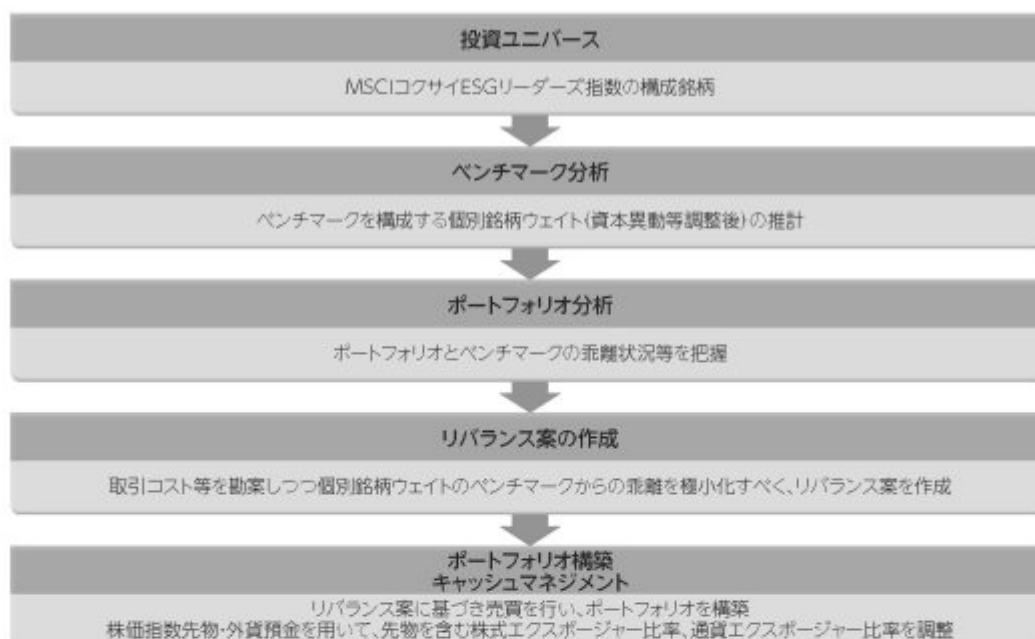 投資ユニバース
MSCIコクサイESGリーダーズ指数の構成銘柄
ベンチマーク分析
ベンチマークを構成する個別銘柄ウェイト(資本異動等調整後)の推計
ポートフォリオ分析
ポートフォリオとベンチマークの乖離状況等を把握
リバランス案の作成
取引コスト等を勘案しつつ個別銘柄ウェイトのベンチマークからの乖離を極小化すべく、リバランス案を作成
ポートフォリオ構築
キャッシュマネジメント
リバランス案に基づき売買を行い、ポートフォリオを構築
株価指数先物・外貨預金を用いて、先物を含む株式エクスポージャー比率、通貨エクスポージャー比率を調整